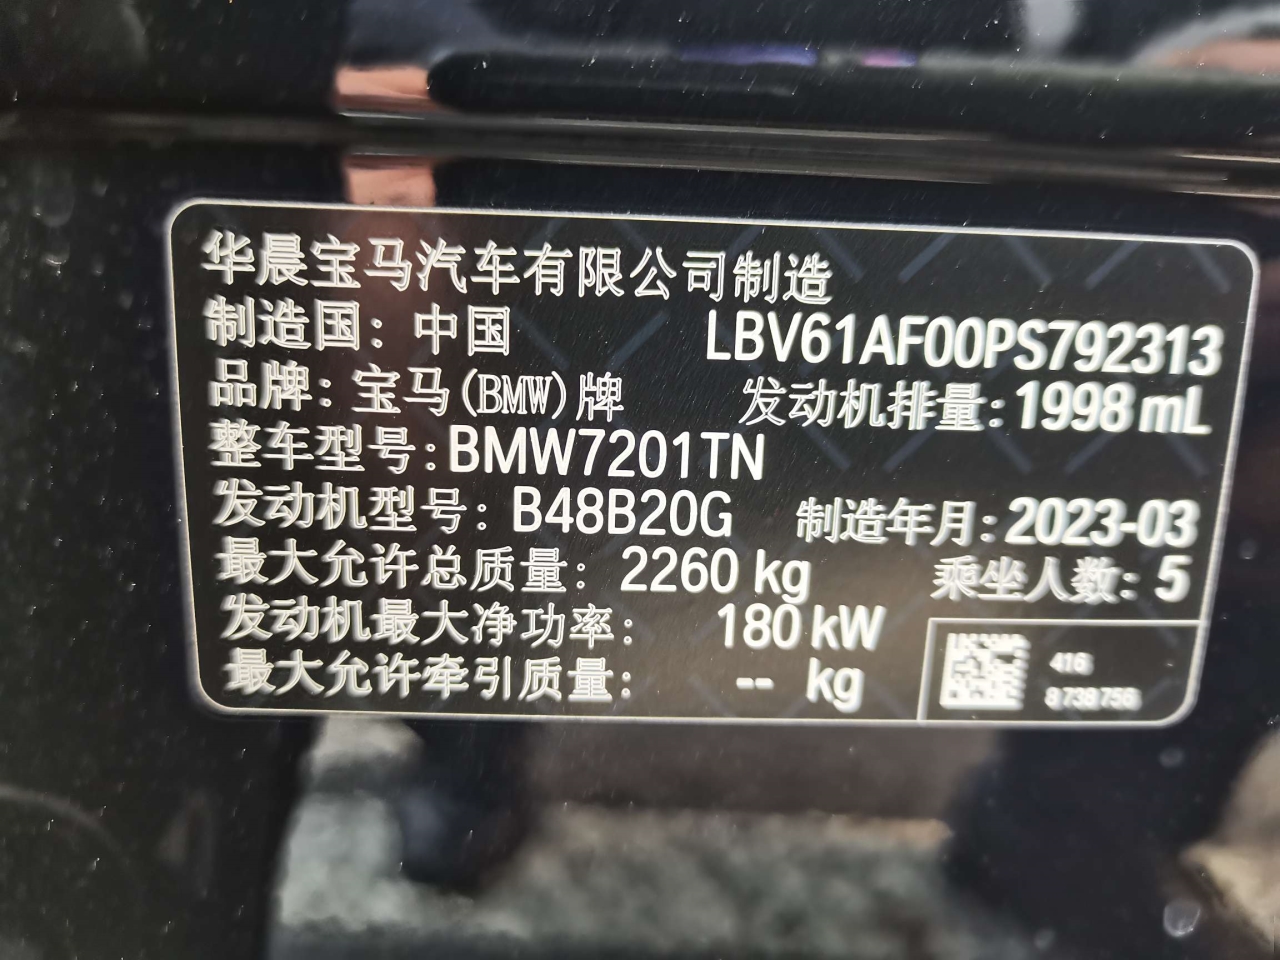 华晨宝马汽车有限公司制造
制造国：中国 LBV61AF00PS792313
品牌：宝马(BMW)牌 发动机排量：1998 mL
整车型号：BMW7201TN
发动机型号：B48B20G 制造年月：2023-03
最大允许总质量：2260 kg 乘坐人数：5
发动机最大净功率：180 kW
最大允许牵引质量：-- kg
416
8738756